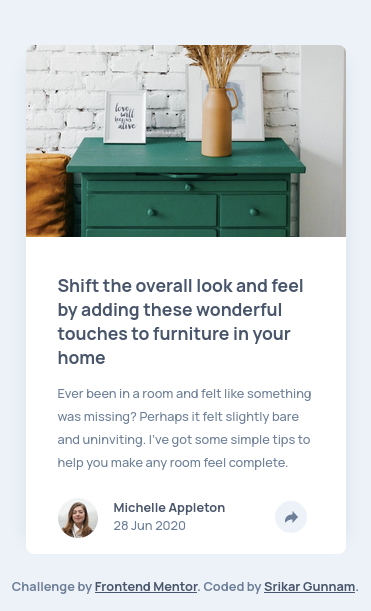 love
will
begins
alive
Shift the overall look and feel
by adding these wonderful
touches to furniture in your
home
Ever been in a room and felt like something
was missing? Perhaps it felt slightly bare
and uninviting. I've got some simple tips to
help you make any room feel complete.
Michelle Appleton
28 Jun 2020
Challenge by Frontend Mentor. Coded by Srikar Gunnam.